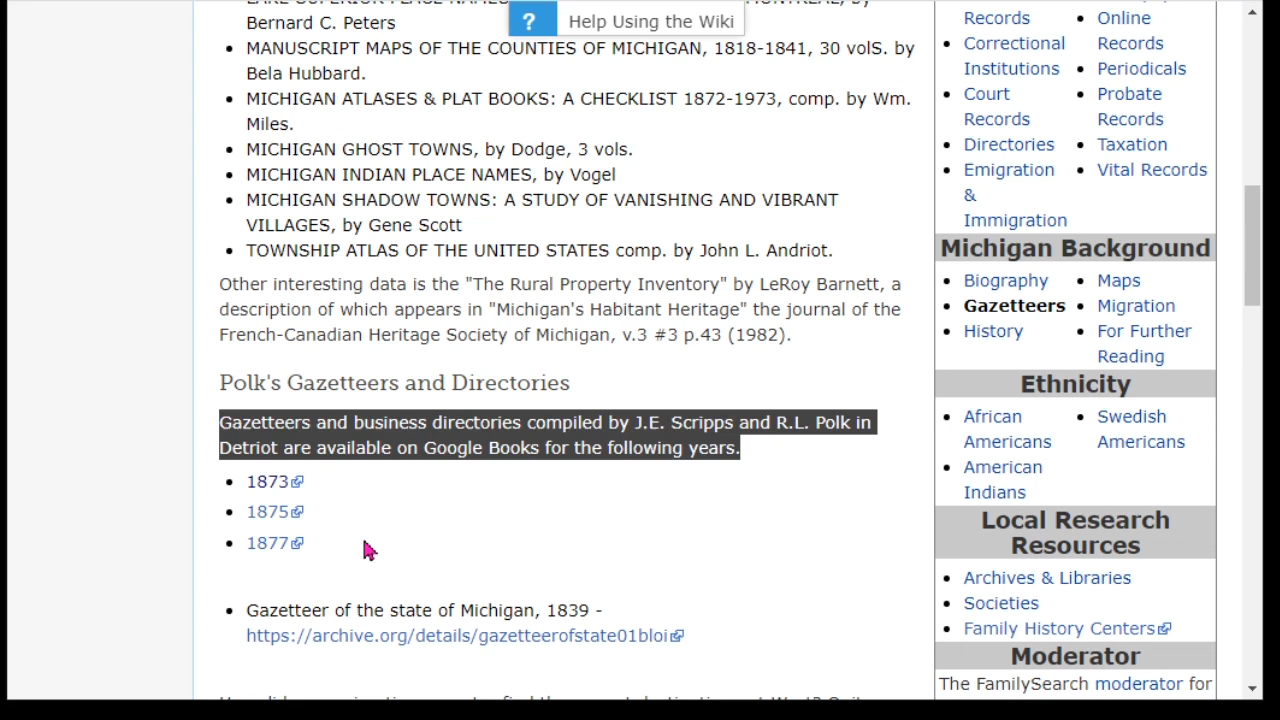 Bernard C. Peters
? Help Using the Wiki
MANUSCRIPT MAPS OF THE COUNTIES OF MICHIGAN, 1818-1841, 30 volS. by
Bela Hubbard.
MICHIGAN ATLASES & PLAT BOOKS: A CHECKLIST 1872-1973, comp. by Wm.
Miles.
MICHIGAN GHOST TOWNS, by Dodge, 3 vols.
MICHIGAN INDIAN PLACE NAMES, by Vogel
MICHIGAN SHADOW TOWNS: A STUDY OF VANISHING AND VIBRANT
VILLAGES, by Gene Scott
TOWNSHIP ATLAS OF THE UNITED STATES comp. by John L. Andriot.
Other interesting data is the "The Rural Property Inventory" by LeRoy Barnett, a
description of which appears in "Michigan's Habitant Heritage" the journal of the
French-Canadian Heritage Society of Michigan, v.3 #3 p.43 (1982).
Polk's Gazetteers and Directories
Gazetteers and business directories compiled by J.E. Scripps and R.L. Polk in
Detriot are available on Google Books for the following years.
1873
1875
1877
Gazetteer of the state of Michigan, 1839 -
https://archive.org/details/gazetteerofstate01bloi
Records
Correctional
Institutions
Court
Records
Directories
Emigration
&
Immigration
Online
Records
Periodicals
Probate
Records
Taxation
Vital Records
Michigan Background
Biography
Gazetteers
History
Maps
Migration
For Further
Reading
Ethnicity
African
Americans
American
Indians
Swedish
Americans
Local Research
Resources
Archives & Libraries
Societies
Family History Centers
Moderator
The FamilySearch moderator for